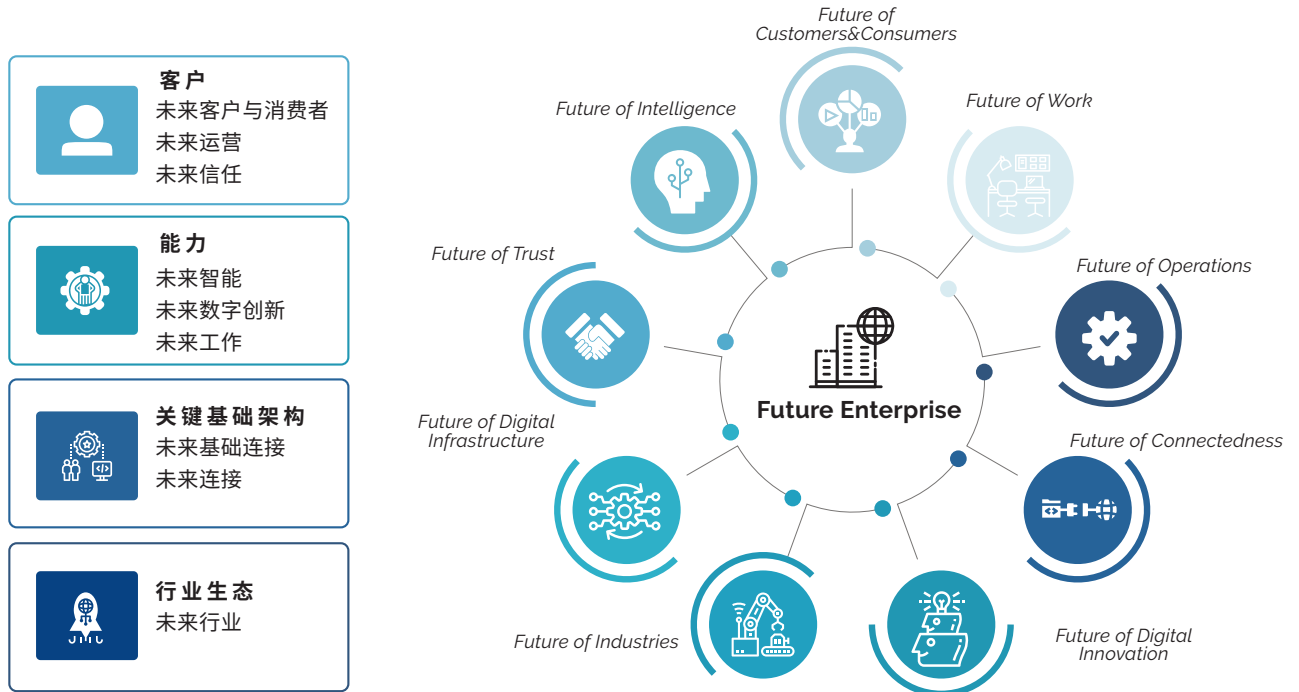 客户
未来客户与消费者
未来运营
未来信任
能力
未来智能
未来数字创新
未来工作
关键基础架构
未来基础连接
未来连接
行业生态
未来行业
Future of
Customers&Consumers
Future of Intelligence
Future of Work
Future of Trust
Future of Operations
Future Enterprise
Future of Digital
Infrastructure
Future of Connectedness
Future of Industries
Future of Digital
Innovation